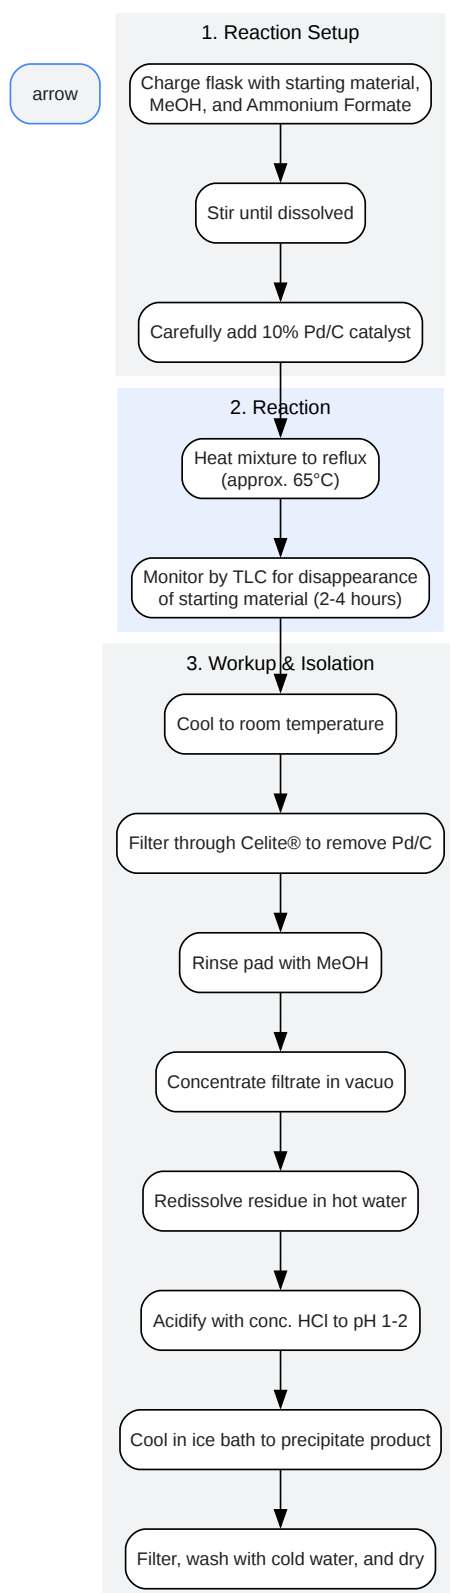 1. Reaction Setup
arrow
Charge flask with starting material,
MeOH, and Ammonium Formate
Stir until dissolved
Carefully add 10% Pd/C catalyst
2. Reaction
Heat mixture to reflux
(approx. 65°C)
Monitor by TLC for disappearance
of starting material (2-4 hours)
3. Workup & Isolation
Cool to room temperature
Filter through Celite® to remove Pd/C
Rinse pad with MeOH
Concentrate filtrate in vacuo
Redissolve residue in hot water
Acidify with conc. HCl to pH 1-2
Cool in ice bath to precipitate product
Filter, wash with cold water, and dry